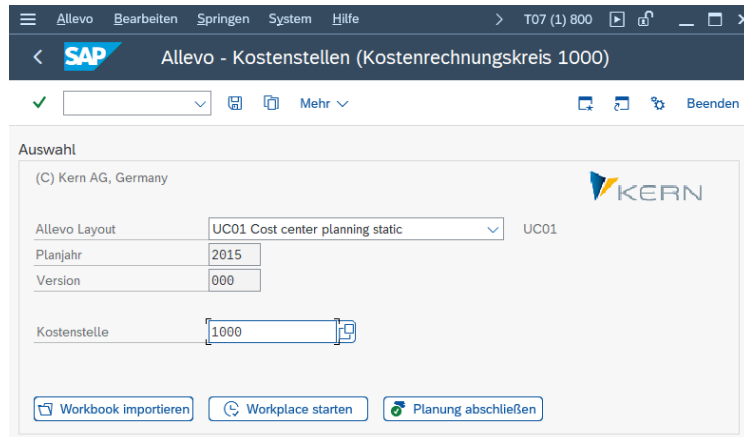 Allevo Bearbeiten Springen System Hilfe T07 (1) 800
SAP Allevo - Kostenstellen (Kostenrechnungskreis 1000)
Mehr Beenden
Auswahl
(C) Kern AG, Germany
KERN
Allevo Layout UC01 Cost center planning static UC01
Planjahr 2015
Version 000
Kostenstelle 1000
Workbook importieren Workplace starten Planung abschließen